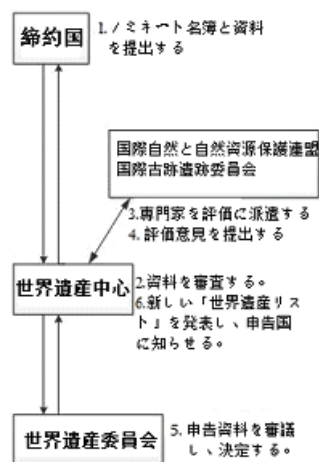 締約国
1.ノミネート名簿と資料
を提出する
国際自然と自然資源保護連盟
国際古跡遺跡委員会
3.専門家を評価に派遣する
4.評価意見を提出する
世界遺産中心
2.資料を審査する。
6.新しい「世界遺産リス
ト」を発表し、申告国
に知らせる。
世界遺産委員会
5.申告資料を審議
し、決定する。